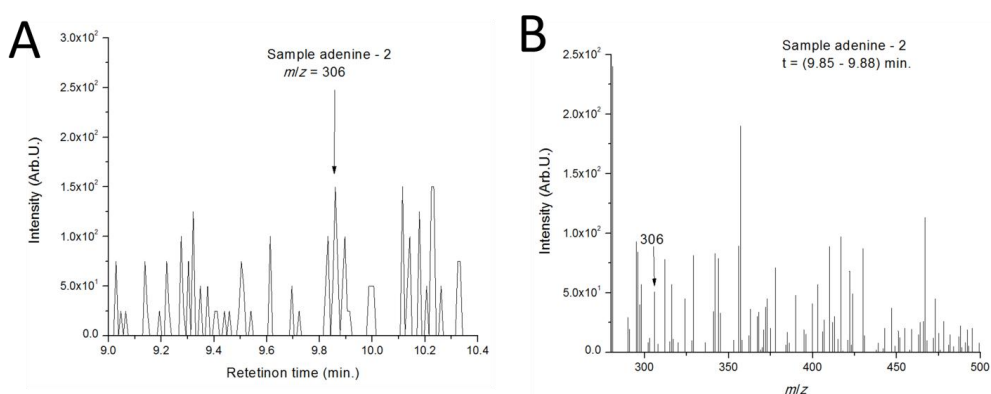 A
3.0x10²
2.5x10²
2.0x10²
1.5x10²
1.0x10²
5.0x10¹
0.0
Intensity (Arb.U.)
Sample adenine - 2
m/z = 306
9.0 9.2 9.4 9.6 9.8 10.0 10.2 10.4
Retetinon time (min.)
B
2.5x10²
2.0x10²
1.5x10²
1.0x10²
5.0x10¹
0.0
Intensity (Arb.U.)
Sample adenine - 2
t = (9.85 - 9.88) min.
306
300 350 400 450 500
m/z